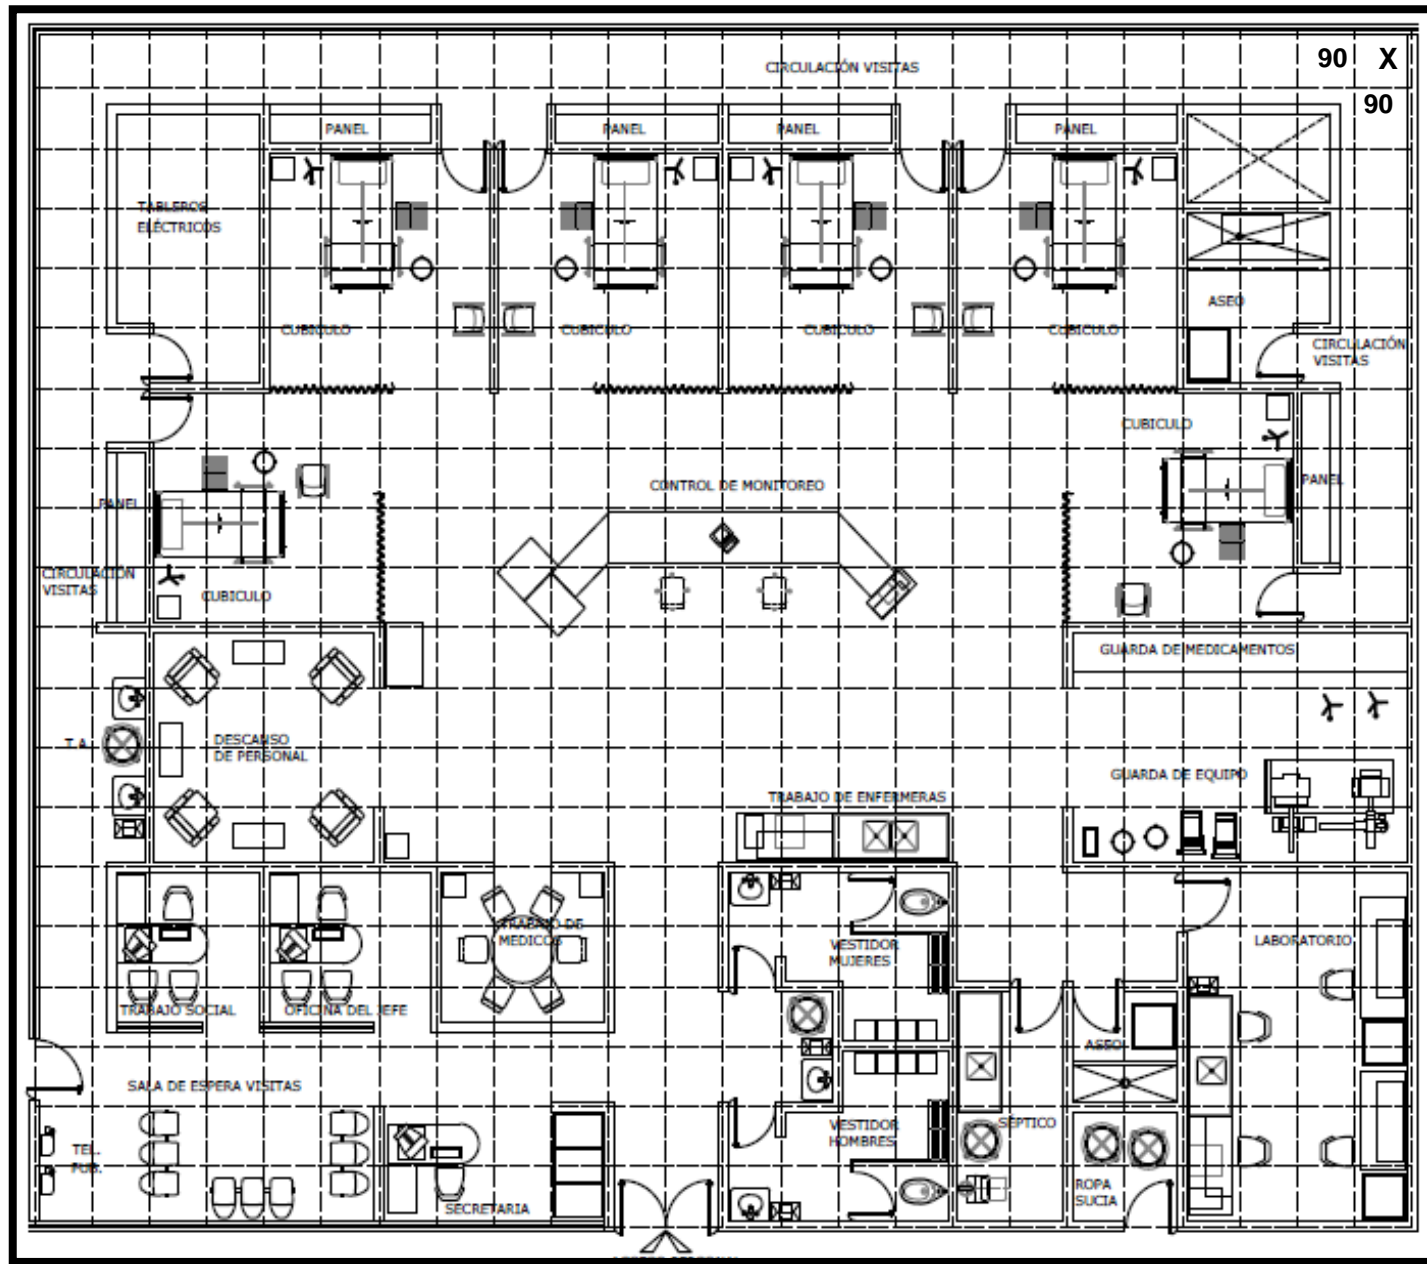 90 X
CIRCULACIÓN VISITAS
90
PANEL
PANEL
PANEL
PANEL
TABLEROS
ELÉCTRICOS
ASEO
CUBICULO
CUBICULO
CUBICULO
CUBICULO
CIRCULACIÓN
VISITAS
CUBICULO
CONTROL DE MONITOREO
PANEL
PANEL
CIRCULACIÓN
VISITAS
CUBICULO
GUARDA DE MEDICAMENTOS
T.A
DESCANSO
DE PERSONAL
GUARDA DE EQUIPO
TRABAJO DE ENFERMERAS
TRABAJO DE
MEDICOS
VESTIDOR
MUJERES
LABORATORIO
TRABAJO SOCIAL
OFICINA DEL JEFE
ASEO
SALA DE ESPERA VISITAS
SÉPTICO
VESTIDOR
HOMBRES
TEL.
PUB.
ROPA
SUCIA
SECRETARIA